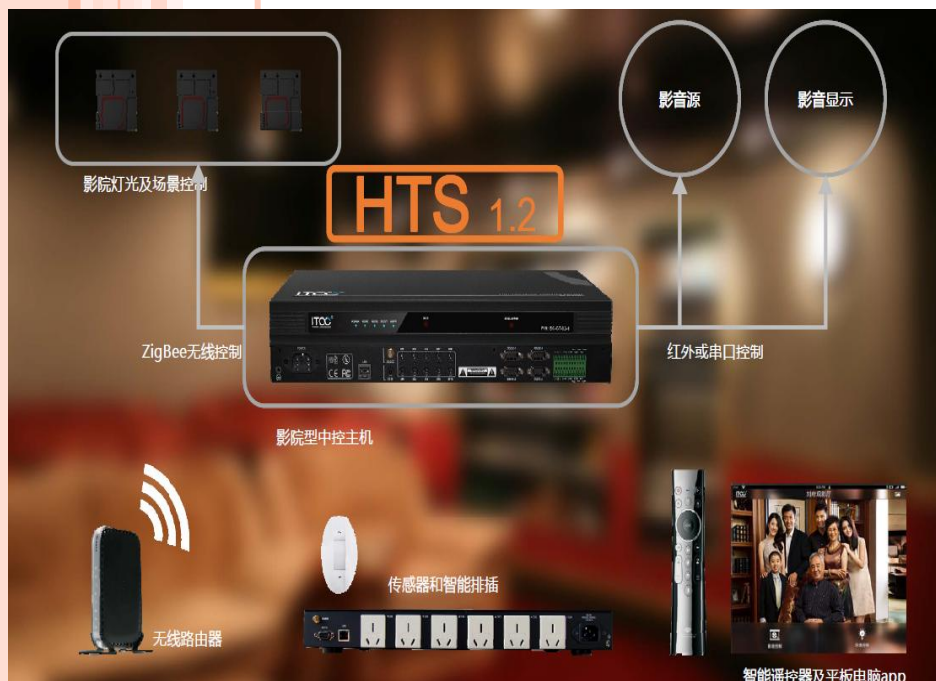 影音源
影音显示
影院灯光及场景控制
HTS 1.2
ITCC
ZigBee无线控制
红外或串口控制
影院型中控主机
传感器和智能排插
无线路由器
智能遥控器及平板电脑app